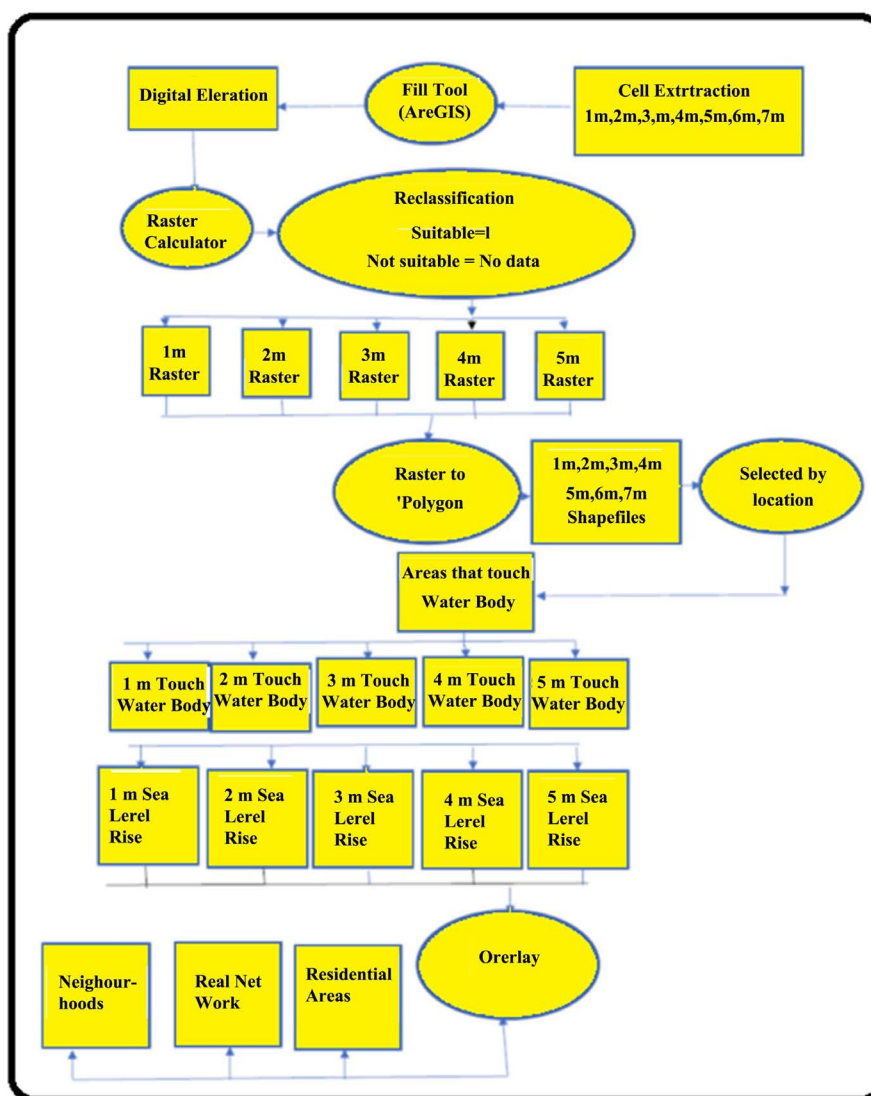 Digital Eleration
Fill Tool
(AreGIS)
Cell Extrtraction
1m,2m,3,m,4m,5m,6m,7m
Raster
Calculator
Reclassification
Suitable=l
Not suitable = No data
1m
Raster
2m
Raster
3m
Raster
4m
Raster
5m
Raster
Raster to
'Polygon
1m,2m,3m,4m
5m,6m,7m
Shapefiles
Selected by
location
Areas that touch
Water Body
1 m Touch
Water Body
2 m Touch
Water Body
3 m Touch
Water Body
4 m Touch
Water Body
5 m Touch
Water Body
1 m Sea
Lerel
Rise
2 m Sea
Lerel
Rise
3 m Sea
Lerel
Rise
4 m Sea
Lerel
Rise
5 m Sea
Lerel
Rise
Neighour-
hoods
Real Net
Work
Residential
Areas
Orerlay